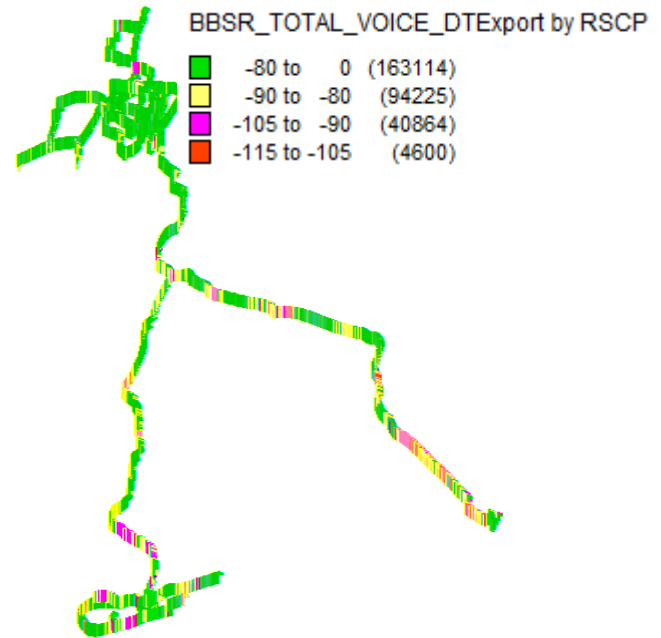 BBSR_TOTAL_VOICE_DTExport by RSCP
-80 to 0 (163114)
-90 to -80 (94225)
-105 to -90 (40864)
-115 to -105 (4600)